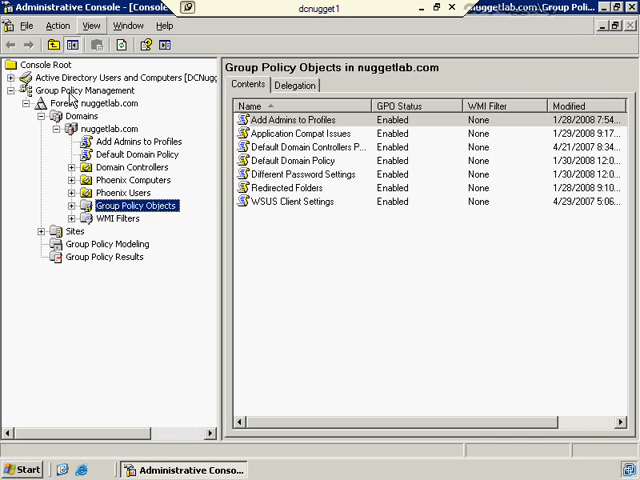 Administrative Console - [Console
dcnugget1
nuggetlab.com\Group Poli...
File Action View Window Help
Console Root
Active Directory Users and Computers [DCNugg
Group Policy Management
Forest: nuggetlab.com
Domains
nuggetlab.com
Add Admins to Profiles
Default Domain Policy
Domain Controllers
Phoenix Computers
Phoenix Users
Group Policy Objects
WMI Filters
Sites
Group Policy Modeling
Group Policy Results
Group Policy Objects in nuggetlab.com
Contents Delegation
Name GPO Status WMI Filter Modified
Add Admins to Profiles Enabled None 1/28/2008 7:54...
Application Compat Issues Enabled None 1/29/2008 9:17...
Default Domain Controllers P... Enabled None 4/21/2007 8:34...
Default Domain Policy Enabled None 1/30/2008 12:0...
Different Password Settings Enabled None 1/30/2008 12:0...
Redirected Folders Enabled None 1/28/2008 9:10...
WSUS Client Settings Enabled None 4/29/2007 5:06...
Start Administrative Conso...